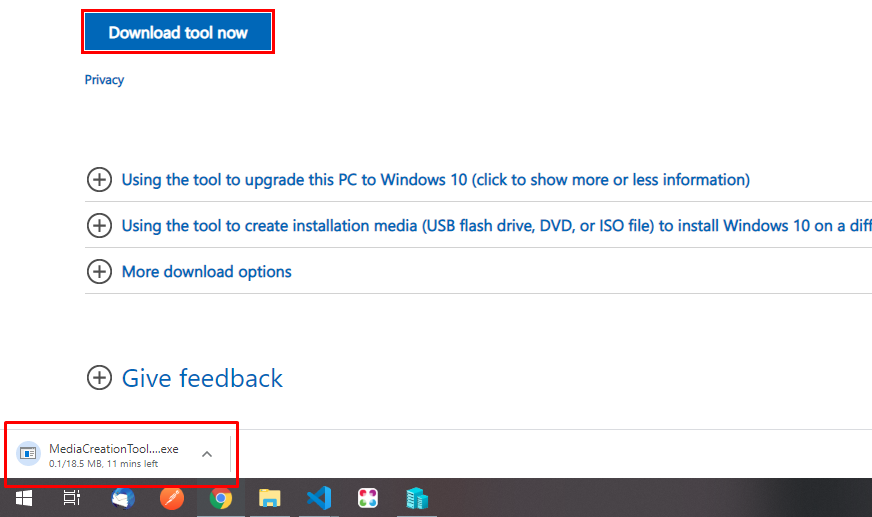 Download tool now
Privacy
Using the tool to upgrade this PC to Windows 10 (click to show more or less information)
Using the tool to create installation media (USB flash drive, DVD, or ISO file) to install Windows 10 on a diff
More download options
Give feedback
MediaCreationTool....exe
0.1/18.5 MB, 11 mins left